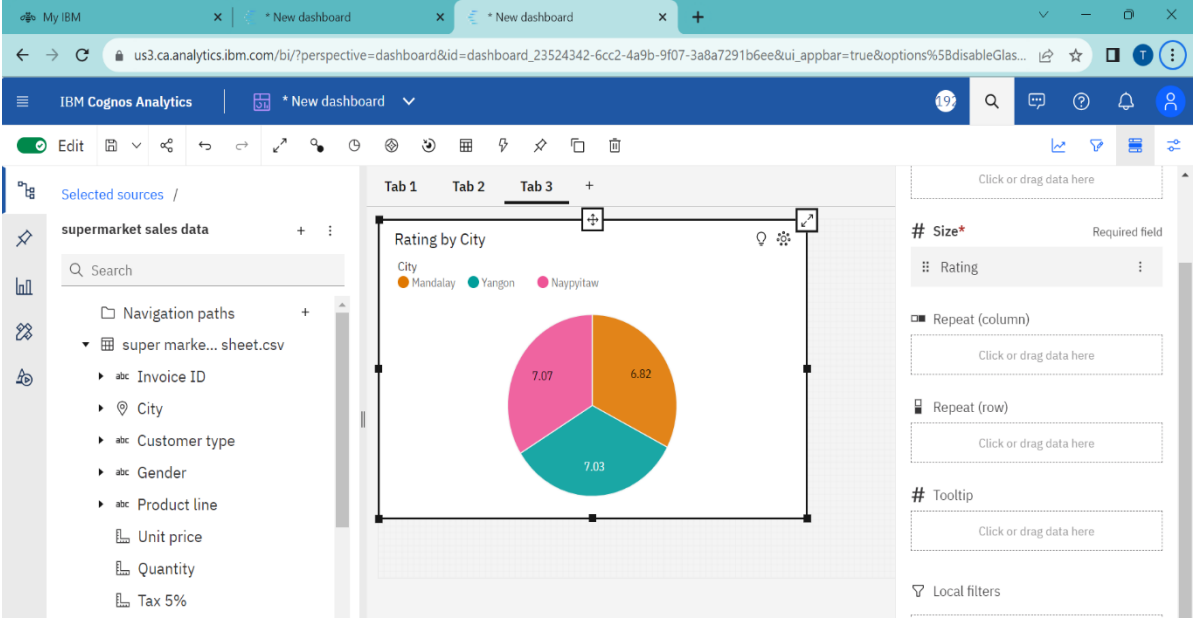 My IBM
* New dashboard
* New dashboard
us3.ca.analytics.ibm.com/bi/?perspective=dashboard&id=dashboard_23524342-6cc2-4a9b-9f07-3a8a7291b6ee&ui_appbar=true&options%5BdisableGlas...
T
IBM Cognos Analytics
* New dashboard
192
Edit
Selected sources /
supermarket sales data
Search
Navigation paths
super marke... sheet.csv
abc Invoice ID
City
abc Customer type
abc Gender
abc Product line
Unit price
Quantity
Tax 5%
Tab 1 Tab 2 Tab 3 +
Rating by City
City
Mandalay Yangon Naypyitaw
7.07
6.82
7.03
Click or drag data here
# Size* Required field
Rating
Repeat (column)
Click or drag data here
Repeat (row)
Click or drag data here
# Tooltip
Click or drag data here
Local filters